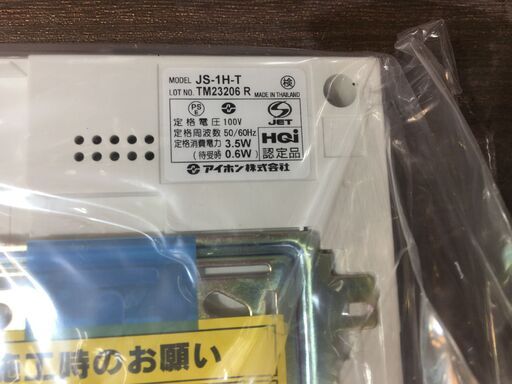 MODEL JS-1H-T 検
LOT NO. TM23206 R MADE IN THAILAND
PS E
定格電圧 100V
定格周波数 50/60Hz
定格消費電力 3.5W
(待受時) 0.6W
JET
HQi
認定品
アイホン株式会社
施工時のお願い